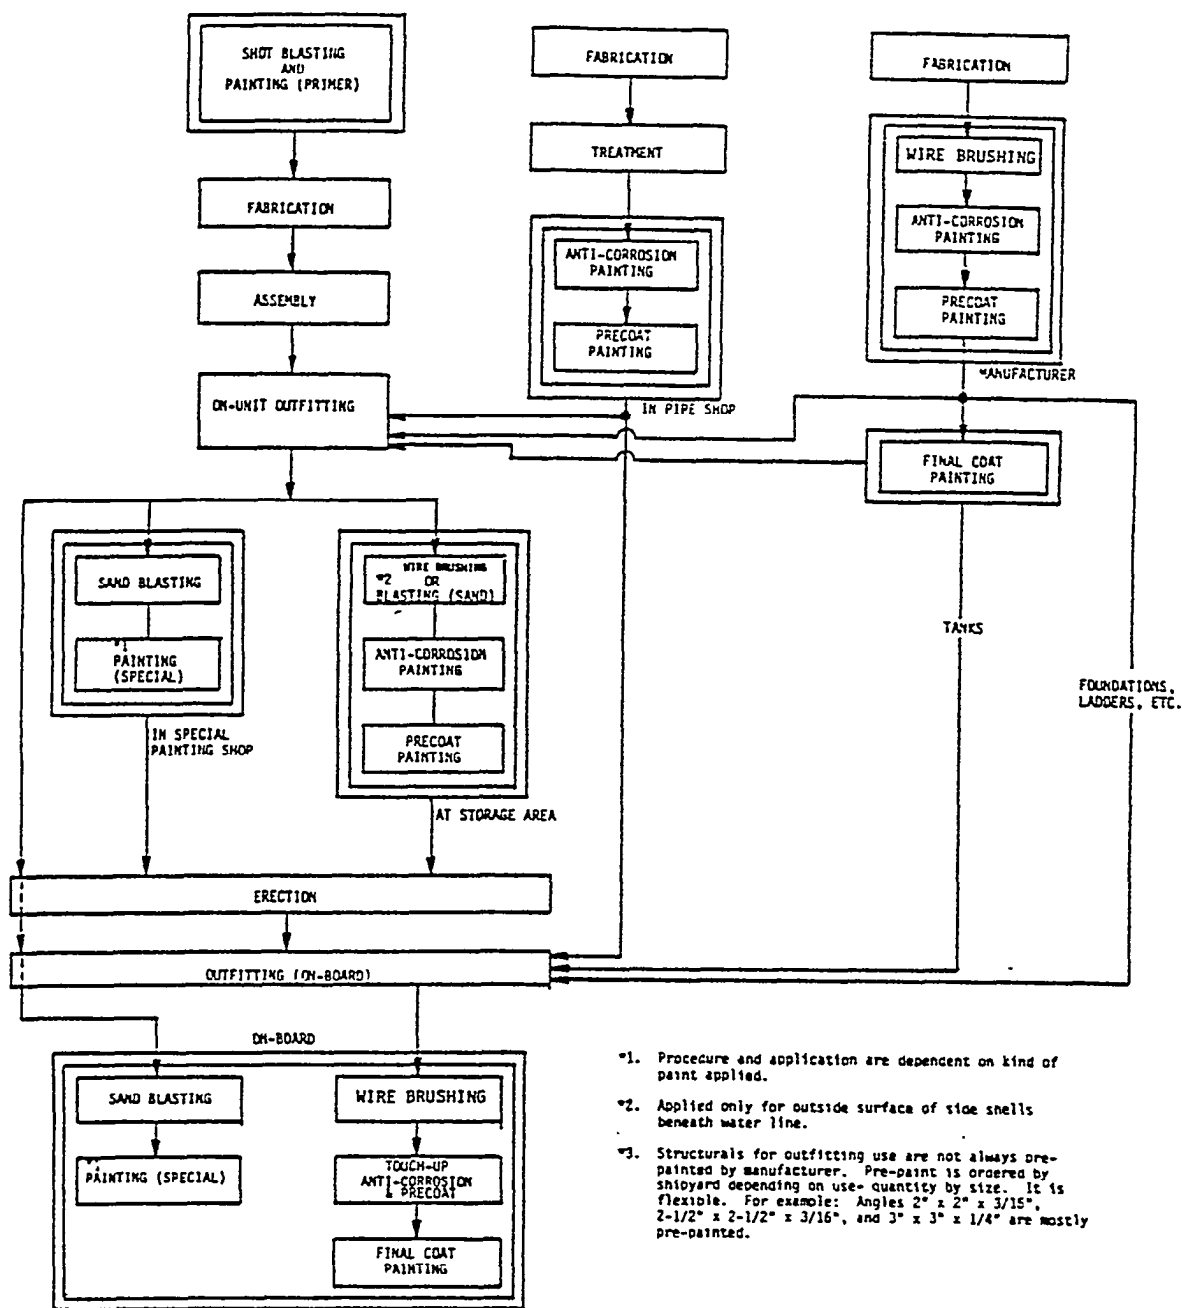 SHOT BLASTING
AND
PAINTING (PRIMER)
FABRICATION
ASSEMBLY
ON-UNIT OUTFITTING
FABRICATION
TREATMENT
ANTI-CORROSION
PAINTING
PRECOAT
PAINTING
IN PIPE SHOP
FABRICATION
WIRE BRUSHING
ANTI-CORROSION
PAINTING
PRECOAT
PAINTING
MANUFACTURER
FINAL COAT
PAINTING
TANKS
FOUNDATIONS,
LADDERS, ETC.
SAND BLASTING
*1
PAINTING
(SPECIAL)
IN SPECIAL
PAINTING SHOP
WIRE BRUSHING
*2 OR
BLASTING (SAND)
ANTI-CORROSION
PAINTING
PRECOAT
PAINTING
AT STORAGE AREA
ERECTION
OUTFITTING (ON-BOARD)
ON-BOARD
SAND BLASTING
PAINTING (SPECIAL)
WIRE BRUSHING
TOUCH-UP
ANTI-CORROSION
& PRECOAT
FINAL COAT
PAINTING
*1. Procedure and application are dependent on kind of
paint applied.
*2. Applied only for outside surface of side shells
beneath water line.
*3. Structurals for outfitting use are not always pre-
painted by manufacturer. Pre-paint is ordered by
shipyard depending on use- quantity by size. It is
flexible. For example: Angles 2" x 2" x 3/15",
2-1/2" x 2-1/2" x 3/16", and 3" x 3" x 1/4" are mostly
pre-painted.